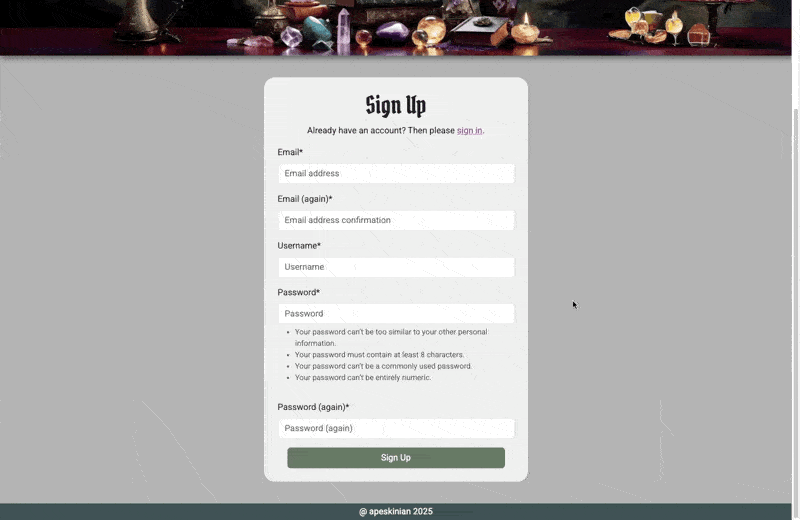 Sign Up
Already have an account? Then please sign in.
Email*
Email address
Email (again)*
Email address confirmation
Username*
Username
Password*
Password
Your password can't be too similar to your other personal
information.
Your password must contain at least 8 characters.
Your password can't be a commonly used password.
Your password can't be entirely numeric.
Password (again)*
Password (again)
Sign Up
@ apeskinian 2025